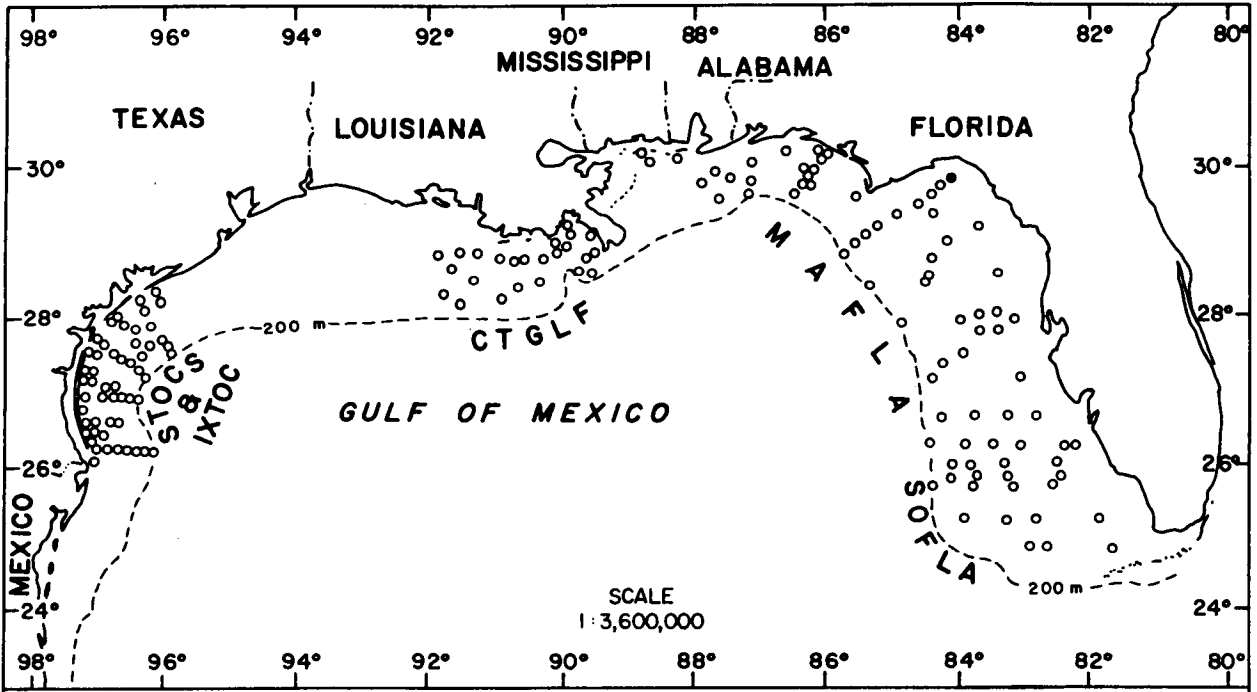 98° 96° 94° 92° 90° 88° 86° 84° 82° 80°
MISSISSIPPI ALABAMA
TEXAS LOUISIANA FLORIDA
30° 30°
28° 28°
200 m
CTGLF
MAFLA
STOCS
&
IXTOC
GULF OF MEXICO
26° 26°
SOFLA
MEXICO
200 m
SCALE
1:3,600,000
24° 24°
98° 96° 94° 92° 90° 88° 86° 84° 82° 80°